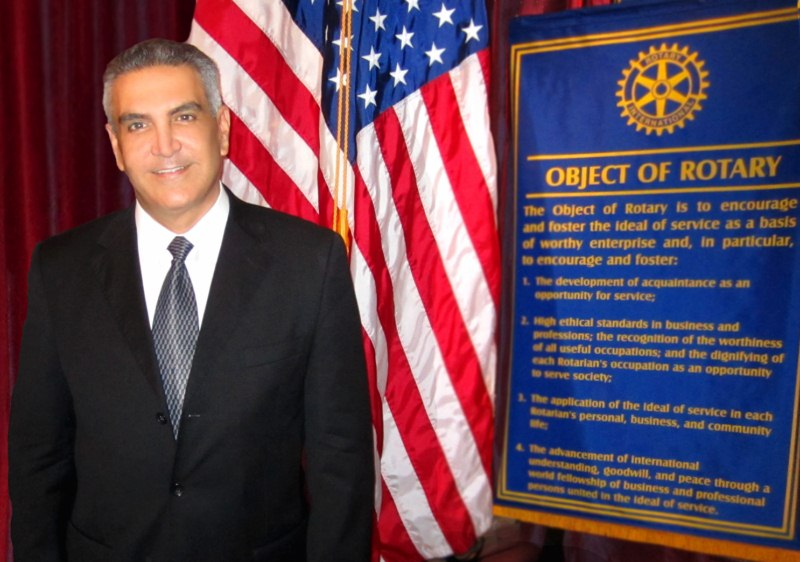 ROTARY
INTERNATIONAL
OBJECT OF ROTARY
The Object of Rotary is to encourage
and foster the ideal of service as a basis
of worthy enterprise and, in particular,
to encourage and foster:
1. The development of acquaintance as an
opportunity for service;
2. High ethical standards in business and
professions; the recognition of the worthiness
of all useful occupations; and the dignifying of
each Rotarian's occupation as an opportunity
to serve society;
3. The application of the ideal of service in each
Rotarian's personal, business, and community
life;
4. The advancement of international
understanding, goodwill, and peace through a
world fellowship of business and professional
persons united in the ideal of service.